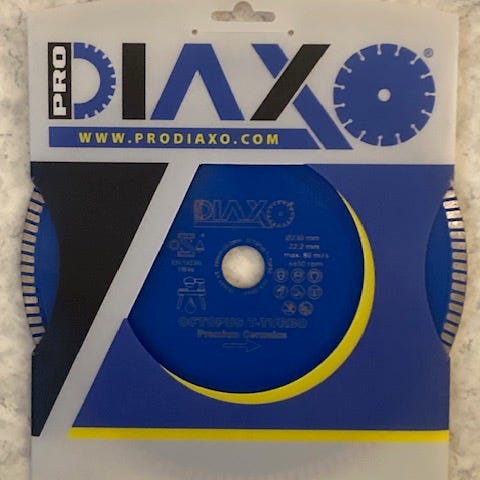 PRO DIAXO®
WWW.PRODIAXO.COM
DIAXO
Ø230 mm
22.2 mm
max. 80 m/s
6650 rpm
OCTOPUS T-TURBO
Premium Ceramics